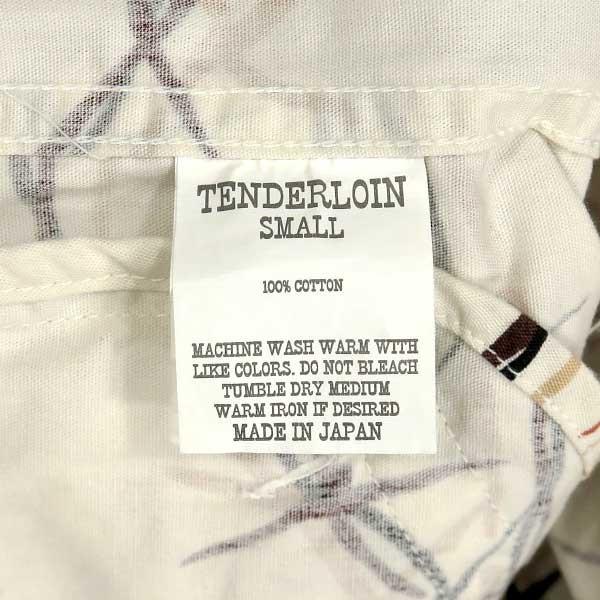 TENDERLOIN
SMALL
100% COTTON
MACHINE WASH WARM WITH
LIKE COLORS. DO NOT BLEACH
TUMBLE DRY MEDIUM
WARM IRON IF DESIRED
MADE IN JAPAN